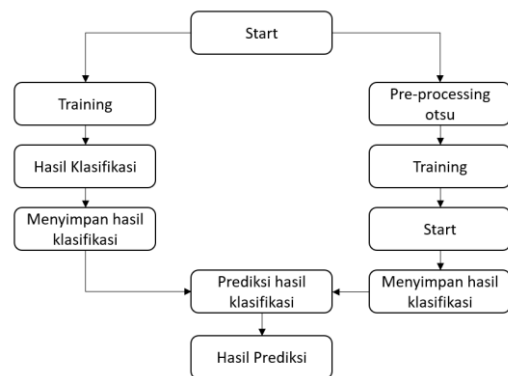 Start
Training
Pre-processing
otsu
Hasil Klasifikasi
Training
Menyimpan hasil
klasifikasi
Start
Prediksi hasil
klasifikasi
Menyimpan hasil
klasifikasi
Hasil Prediksi